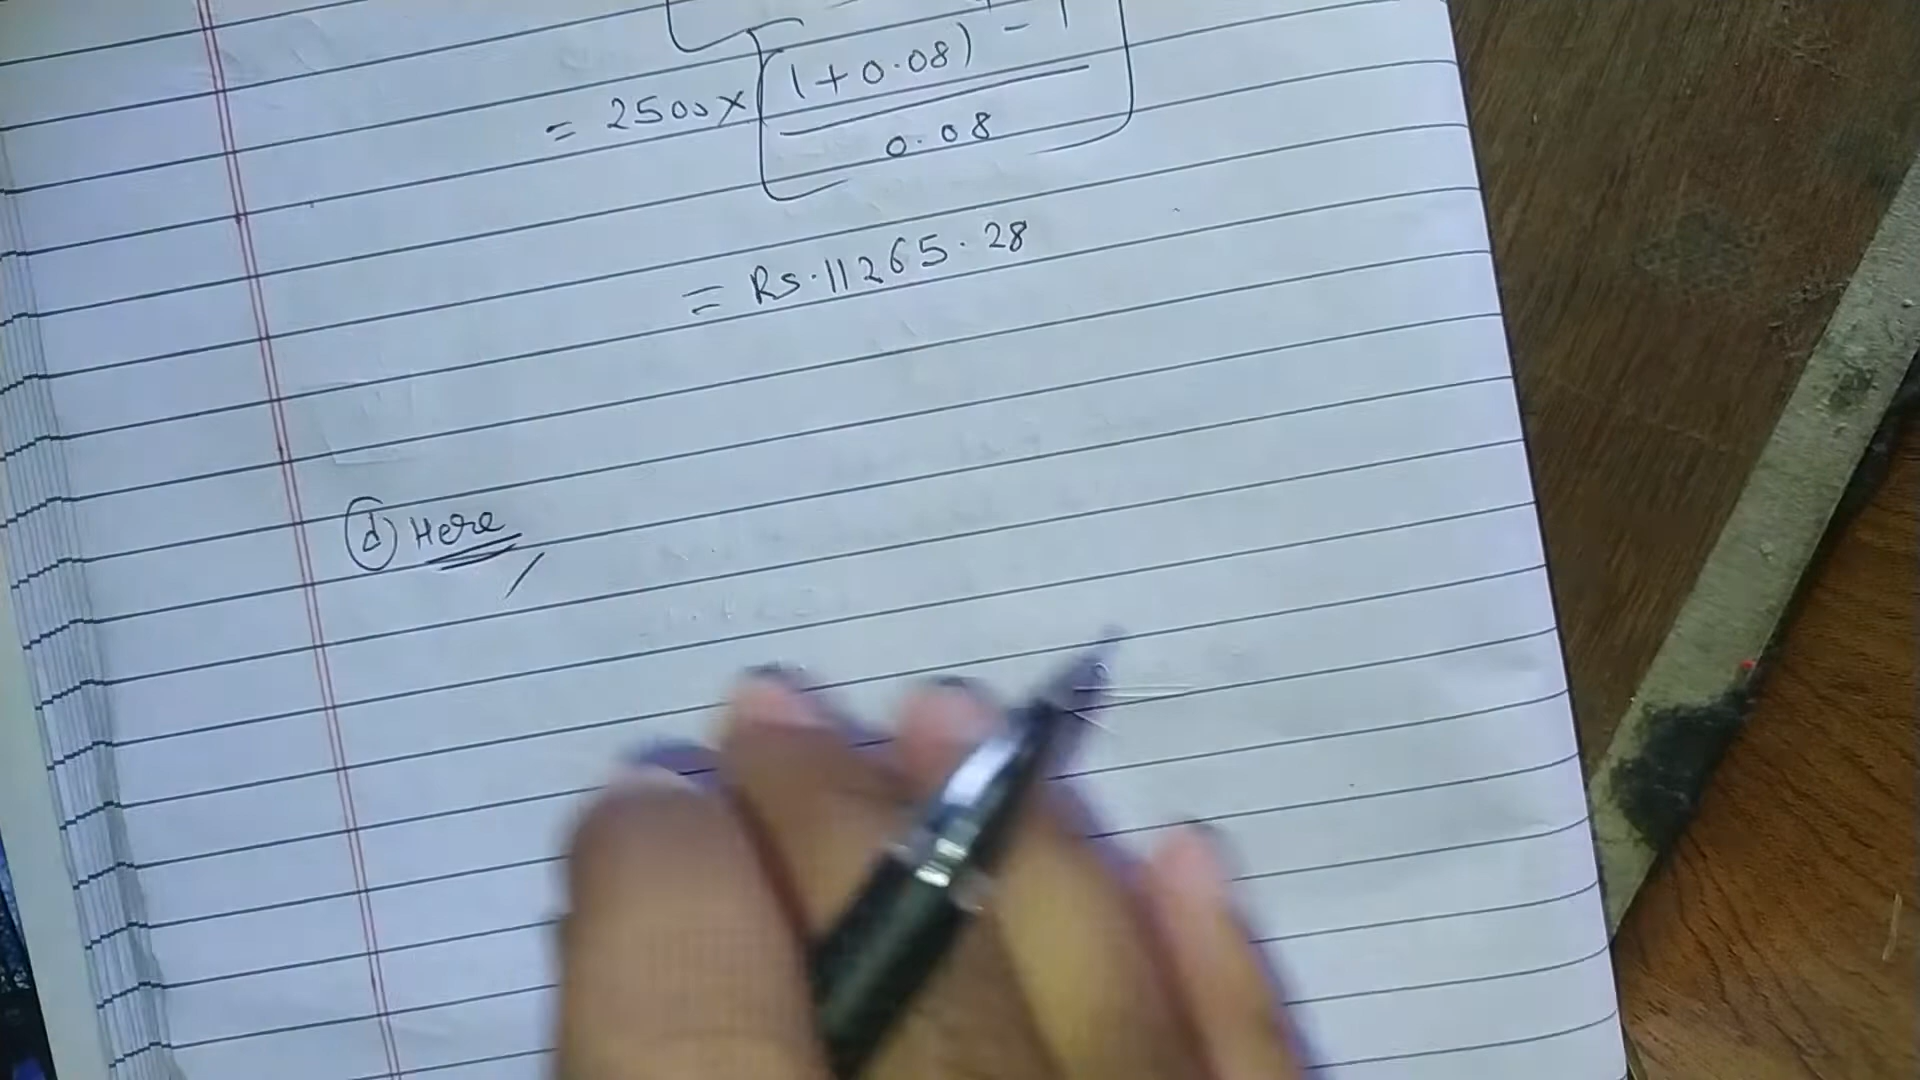 = 2500 × (1+0.08) - 1
0.08
= Rs. 11265.28
(d) Here